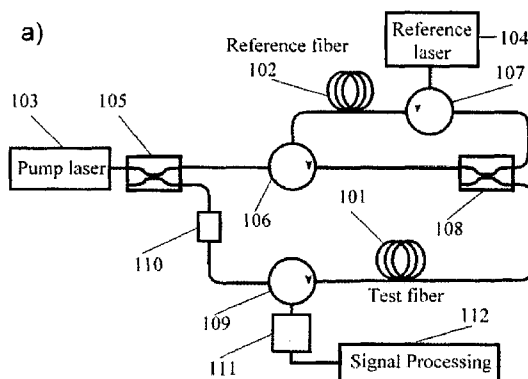 a)
Reference fiber
102
Reference
laser
104
107
103
105
Pump laser
106
108
101
110
Test fiber
109
111
112
Signal Processing